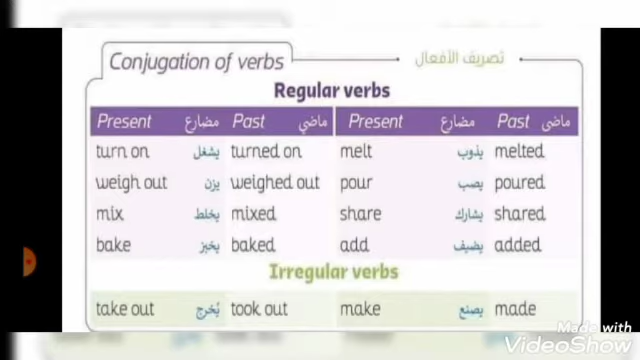 Conjugation of verbs تصريف الأفعال
Regular verbs
Present مضارع Past ماضي Present مضارع Past ماضى
turn on يشغل turned on melt يذوب melted
weigh out يزن weighed out pour يصب poured
mix يخلط mixed share يشارك shared
bake يخبز baked add يضيف added
Irregular verbs
take out يُخرج took out make يصنع made
Made with
VideoShow